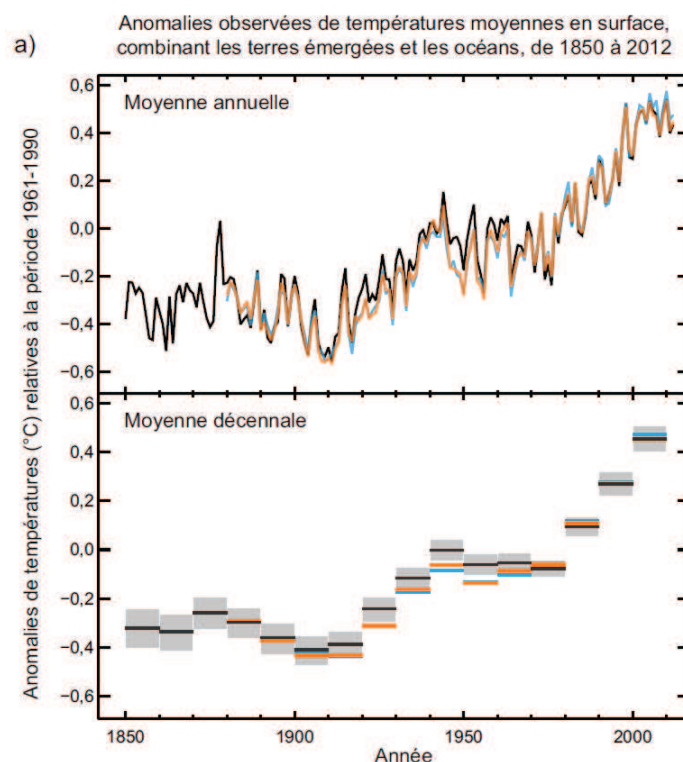 Anomalies observées de températures moyennes en surface,
a) combinant les terres émergées et les océans, de 1850 à 2012
Anomalies de températures (°C) relatives à la période 1961-1990
Moyenne annuelle
0,6
0,4
0,2
0,0
−0,2
−0,4
−0,6
Moyenne décennale
0,6
0,4
0,2
0,0
−0,2
−0,4
−0,6
1850 1900 1950 2000
Année